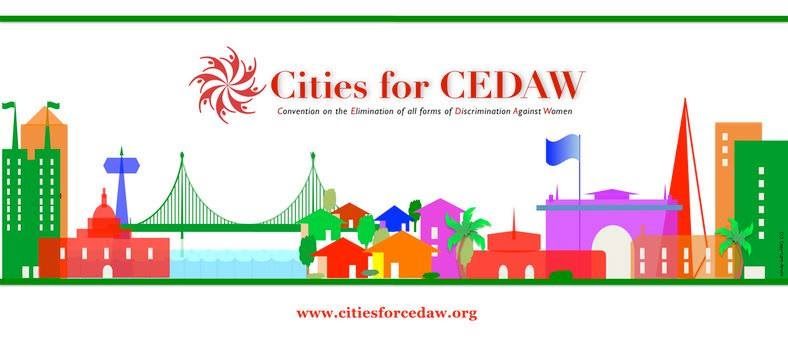 Cities for CEDAW
Convention on the Elimination of all forms of Discrimination Against Women
www.citiesforcedaw.org